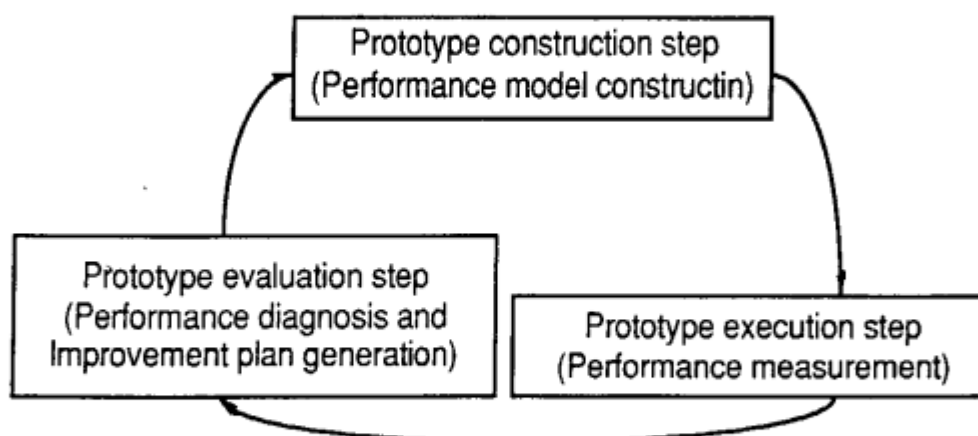 Prototype construction step
(Performance model constructin)
Prototype evaluation step
(Performance diagnosis and
Improvement plan generation)
Prototype execution step
(Performance measurement)